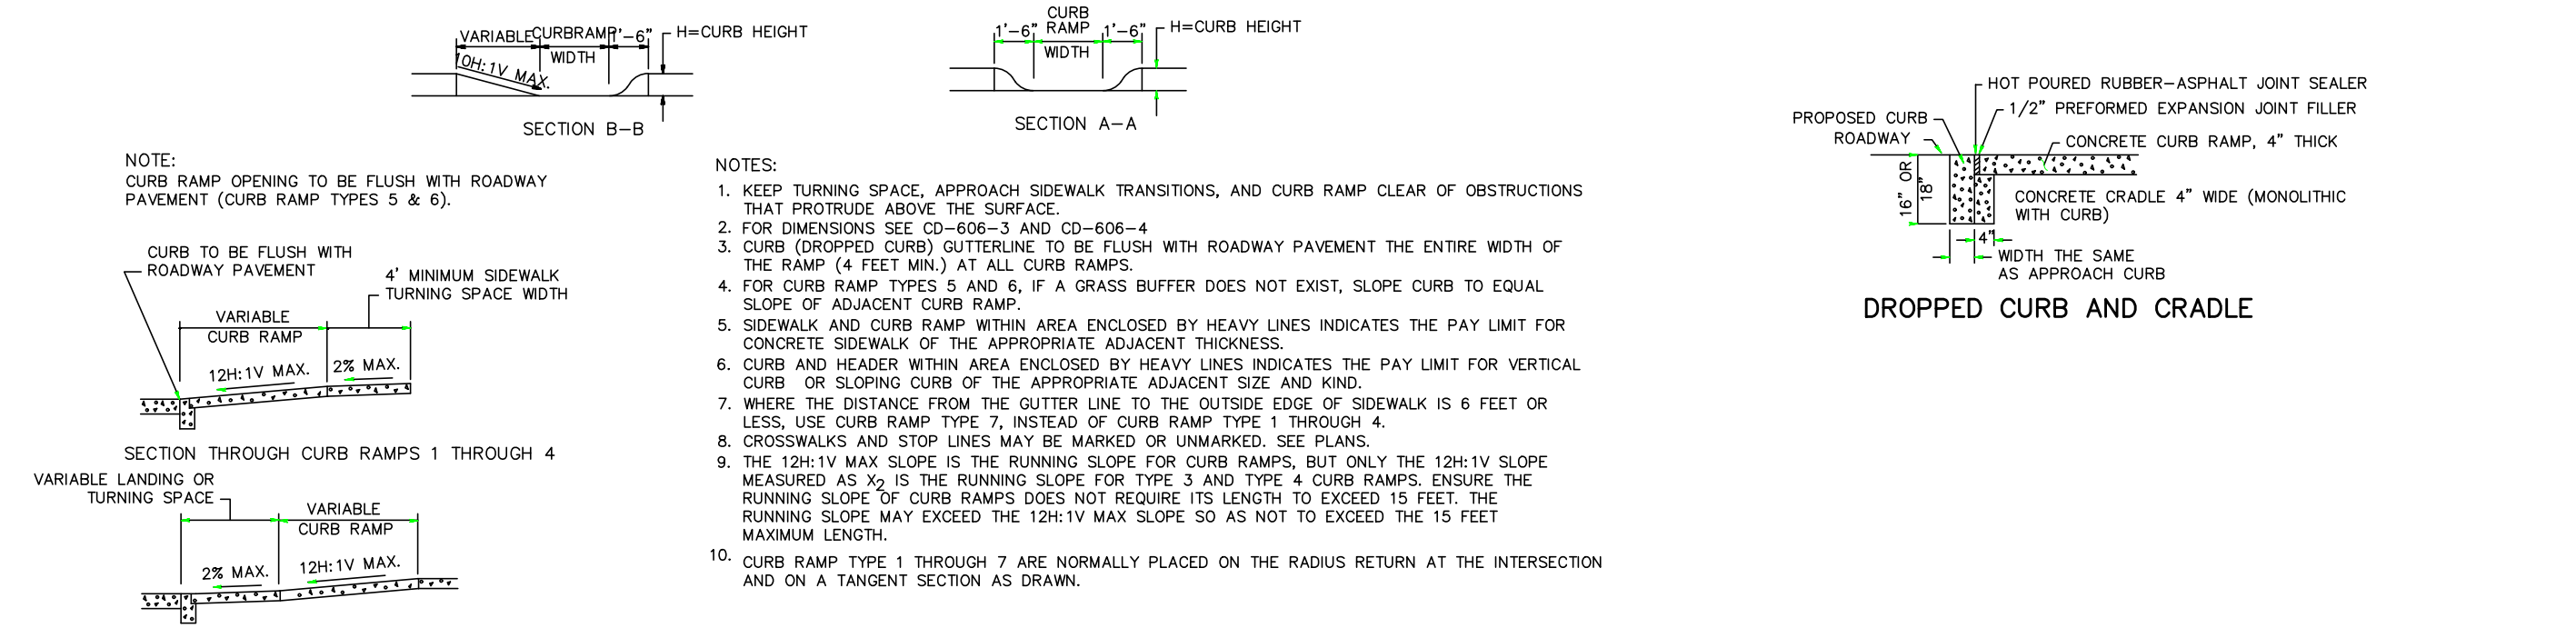 VARIABLE
CURBRAMP
WIDTH
1'-6"
H=CURB HEIGHT
10H:1V MAX.
SECTION B-B
1'-6"
CURB
RAMP
WIDTH
1'-6"
H=CURB HEIGHT
SECTION A-A
NOTE:
CURB RAMP OPENING TO BE FLUSH WITH ROADWAY
PAVEMENT (CURB RAMP TYPES 5 & 6).
CURB TO BE FLUSH WITH
ROADWAY PAVEMENT
4' MINIMUM SIDEWALK
TURNING SPACE WIDTH
VARIABLE
CURB RAMP
12H:1V MAX.
2% MAX.
SECTION THROUGH CURB RAMPS 1 THROUGH 4
VARIABLE LANDING OR
TURNING SPACE
VARIABLE
CURB RAMP
2% MAX.
12H:1V MAX.
NOTES:
1. KEEP TURNING SPACE, APPROACH SIDEWALK TRANSITIONS, AND CURB RAMP CLEAR OF OBSTRUCTIONS
THAT PROTRUDE ABOVE THE SURFACE.
2. FOR DIMENSIONS SEE CD-606-3 AND CD-606-4
3. CURB (DROPPED CURB) GUTTERLINE TO BE FLUSH WITH ROADWAY PAVEMENT THE ENTIRE WIDTH OF
THE RAMP (4 FEET MIN.) AT ALL CURB RAMPS.
4. FOR CURB RAMP TYPES 5 AND 6, IF A GRASS BUFFER DOES NOT EXIST, SLOPE CURB TO EQUAL
SLOPE OF ADJACENT CURB RAMP.
5. SIDEWALK AND CURB RAMP WITHIN AREA ENCLOSED BY HEAVY LINES INDICATES THE PAY LIMIT FOR
CONCRETE SIDEWALK OF THE APPROPRIATE ADJACENT THICKNESS.
6. CURB AND HEADER WITHIN AREA ENCLOSED BY HEAVY LINES INDICATES THE PAY LIMIT FOR VERTICAL
CURB OR SLOPING CURB OF THE APPROPRIATE ADJACENT SIZE AND KIND.
7. WHERE THE DISTANCE FROM THE GUTTER LINE TO THE OUTSIDE EDGE OF SIDEWALK IS 6 FEET OR
LESS, USE CURB RAMP TYPE 7, INSTEAD OF CURB RAMP TYPE 1 THROUGH 4.
8. CROSSWALKS AND STOP LINES MAY BE MARKED OR UNMARKED. SEE PLANS.
9. THE 12H:1V MAX SLOPE IS THE RUNNING SLOPE FOR CURB RAMPS, BUT ONLY THE 12H:1V SLOPE
MEASURED AS X2 IS THE RUNNING SLOPE FOR TYPE 3 AND TYPE 4 CURB RAMPS. ENSURE THE
RUNNING SLOPE OF CURB RAMPS DOES NOT REQUIRE ITS LENGTH TO EXCEED 15 FEET. THE
RUNNING SLOPE MAY EXCEED THE 12H:1V MAX SLOPE SO AS NOT TO EXCEED THE 15 FEET
MAXIMUM LENGTH.
10. CURB RAMP TYPE 1 THROUGH 7 ARE NORMALLY PLACED ON THE RADIUS RETURN AT THE INTERSECTION
AND ON A TANGENT SECTION AS DRAWN.
HOT POURED RUBBER-ASPHALT JOINT SEALER
1/2" PREFORMED EXPANSION JOINT FILLER
PROPOSED CURB
ROADWAY
CONCRETE CURB RAMP, 4" THICK
16" OR
18"
CONCRETE CRADLE 4" WIDE (MONOLITHIC
WITH CURB)
4"
WIDTH THE SAME
AS APPROACH CURB
DROPPED CURB AND CRADLE